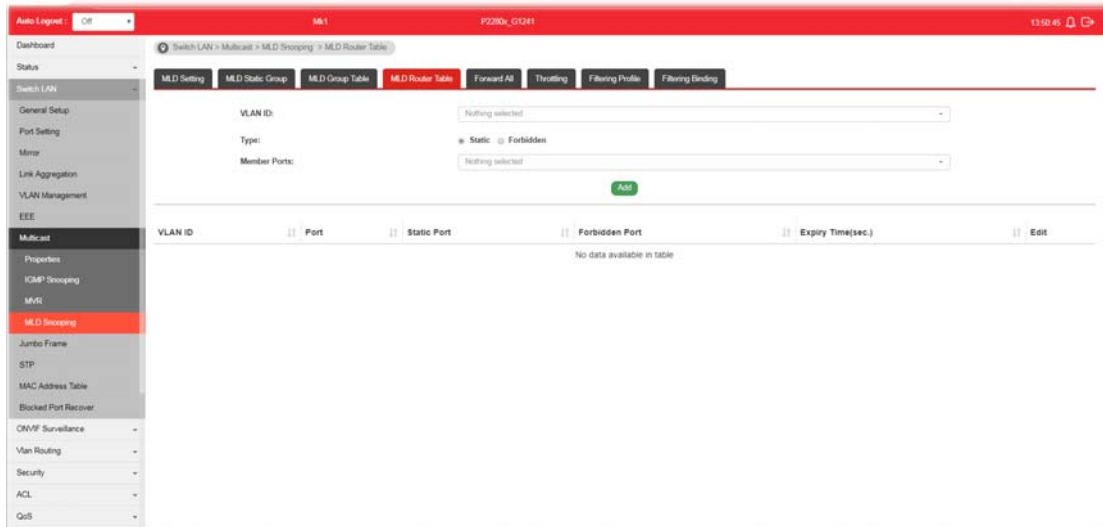 Auto Logout : Off Mk1 P2280x_G1241 13:50:45
Dashboard
Status
Switch LAN
General Setup
Port Setting
Mirror
Link Aggregation
VLAN Management
EEE
Multicast
Properties
IGMP Snooping
MVR
MLD Snooping
Jumbo Frame
STP
MAC Address Table
Blocked Port Recover
ONVIF Surveillance
Vlan Routing
Security
ACL
QoS
Switch LAN > Multicast > MLD Snooping > MLD Router Table
MLD Setting MLD Static Group MLD Group Table MLD Router Table Forward All Throttling Filtering Profile Filtering Binding
VLAN ID: Nothing selected
Type: Static Forbidden
Member Ports: Nothing selected
Add
VLAN ID Port Static Port Forbidden Port Expiry Time(sec.) Edit
No data available in table